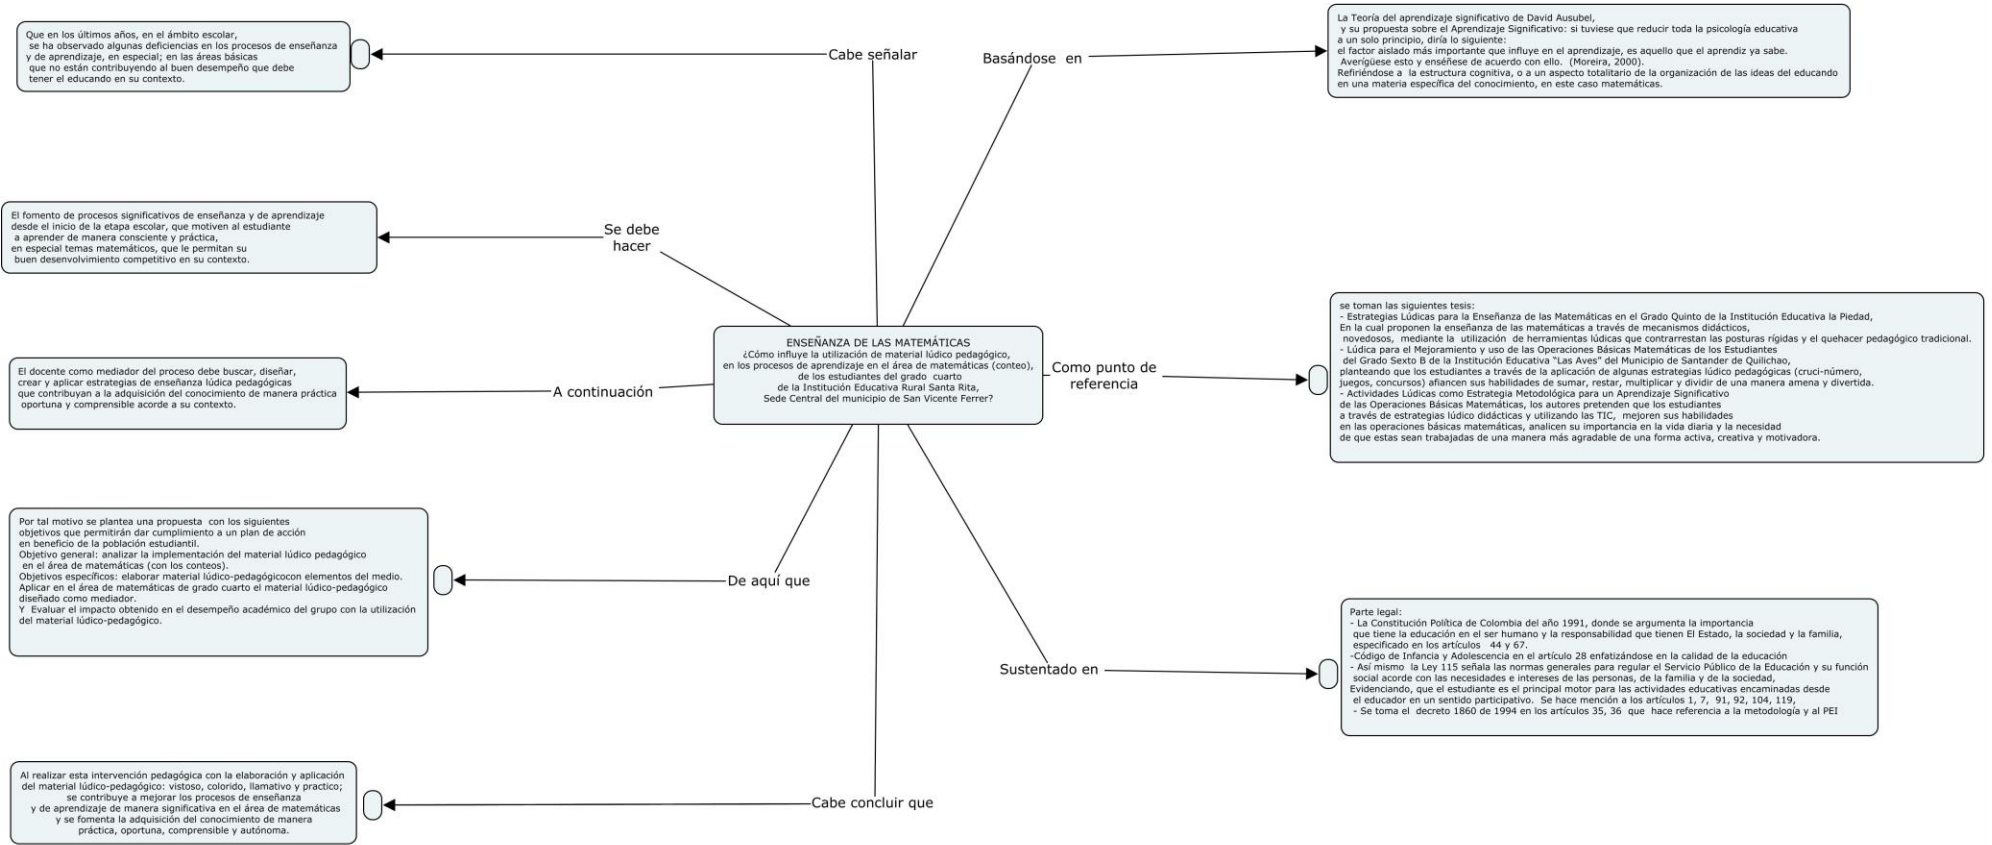 Que en los últimos años, en el ámbito escolar,
se ha observado algunas deficiencias en los procesos de enseñanza
y de aprendizaje, en especial; en las áreas básicas
que no están contribuyendo al buen desempeño que debe
tener el educando en su contexto.
Cabe señalar
Basándose en
La Teoría del aprendizaje significativo de David Ausubel,
y su propuesta sobre el Aprendizaje Significativo: si tuviese que reducir toda la psicología educativa
a un solo principio, diría lo siguiente:
el factor aislado más importante que influye en el aprendizaje, es aquello que el aprendiz ya sabe.
Averigüese esto y enséñese de acuerdo con ello. (Moreira, 2000).
Refiriéndose a la estructura cognitiva, o a un aspecto totalitario de la organización de las ideas del educando
en una materia específica del conocimiento, en este caso matemáticas.
El fomento de procesos significativos de enseñanza y de aprendizaje
desde el inicio de la etapa escolar, que motiven al estudiante
a aprender de manera consciente y práctica,
en especial temas matemáticos, que le permitan su
buen desenvolvimiento competitivo en su contexto.
Se debe
hacer
El docente como mediador del proceso debe buscar, diseñar,
crear y aplicar estrategias de enseñanza lúdica pedagógicas
que contribuyan a la adquisición del conocimiento de manera práctica
oportuna y comprensible acorde a su contexto.
A continuación
ENSEÑANZA DE LAS MATEMÁTICAS
¿Cómo influye la utilización de material lúdico pedagógico,
en los procesos de aprendizaje en el área de matemáticas (conteo),
de los estudiantes del grado cuarto
de la Institución Educativa Rural Santa Rita,
Sede Central del municipio de San Vicente Ferrer?
Como punto de
referencia
se toman las siguientes tesis:
- Estrategias Lúdicas para la Enseñanza de las Matemáticas en el Grado Quinto de la Institución Educativa la Piedad,
En la cual proponen la enseñanza de las matemáticas a través de mecanismos didácticos,
novedosos, mediante la utilización de herramientas lúdicas que contrarrestan las posturas rígidas y el quehacer pedagógico tradicional.
- Lúdica para el Mejoramiento y uso de las Operaciones Básicas Matemáticas de los Estudiantes
del Grado Sexto B de la Institución Educativa “Las Aves” del Municipio de Santander de Quilichao,
planteando que los estudiantes a través de la aplicación de algunas estrategias lúdico pedagógicas (cruci-número,
juegos, concursos) afiancen sus habilidades de sumar, restar, multiplicar y dividir de una manera amena y divertida.
- Actividades Lúdicas como Estrategia Metodológica para un Aprendizaje Significativo
de las Operaciones Básicas Matemáticas, los autores pretenden que los estudiantes
a través de estrategias lúdico didácticas y utilizando las TIC, mejoren sus habilidades
en las operaciones básicas matemáticas, analicen su importancia en la vida diaria y la necesidad
de que estas sean trabajadas de una manera más agradable de una forma activa, creativa y motivadora.
Por tal motivo se plantea una propuesta con los siguientes
objetivos que permitirán dar cumplimiento a un plan de acción
en beneficio de la población estudiantil.
Objetivo general: analizar la implementación del material lúdico pedagógico
en el área de matemáticas (con los conteos).
Objetivos específicos: elaborar material lúdico-pedagógicocon elementos del medio.
Aplicar en el área de matemáticas de grado cuarto el material lúdico-pedagógico
diseñado como mediador.
Y Evaluar el impacto obtenido en el desempeño académico del grupo con la utilización
del material lúdico-pedagógico.
De aquí que
Sustentado en
Parte legal:
- La Constitución Política de Colombia del año 1991, donde se argumenta la importancia
que tiene la educación en el ser humano y la responsabilidad que tienen El Estado, la sociedad y la familia,
especificado en los artículos 44 y 67.
-Código de Infancia y Adolescencia en el artículo 28 enfatizándose en la calidad de la educación
- Así mismo la Ley 115 señala las normas generales para regular el Servicio Público de la Educación y su función
social acorde con las necesidades e intereses de las personas, de la familia y de la sociedad,
Evidenciando, que el estudiante es el principal motor para las actividades educativas encaminadas desde
el educador en un sentido participativo. Se hace mención a los artículos 1, 7, 91, 92, 104, 119,
- Se toma el decreto 1860 de 1994 en los artículos 35, 36 que hace referencia a la metodología y al PEI
Al realizar esta intervención pedagógica con la elaboración y aplicación
del material lúdico-pedagógico: vistoso, colorido, llamativo y practico;
se contribuye a mejorar los procesos de enseñanza
y de aprendizaje de manera significativa en el área de matemáticas
y se fomenta la adquisición del conocimiento de manera
práctica, oportuna, comprensible y autónoma.
Cabe concluir que